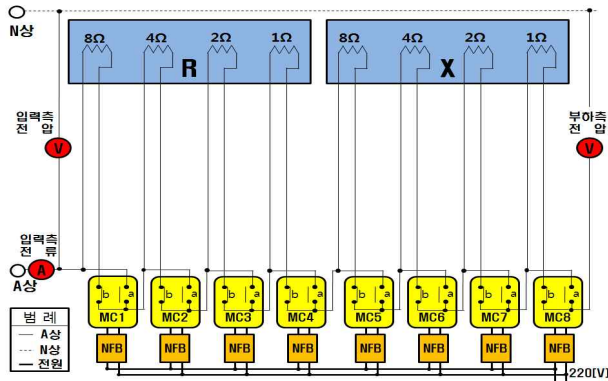 N상
8Ω 4Ω 2Ω 1Ω
R
8Ω 4Ω 2Ω 1Ω
X
입력측
전 압
V
부하측
전 압
V
입력측
전 류
A
A상
b a
MC1
b a
MC2
b a
MC3
b a
MC4
b a
MC5
b a
MC6
b a
MC7
b a
MC8
NFB NFB NFB NFB NFB NFB NFB NFB
범 례
A상
N상
전원
220[V]